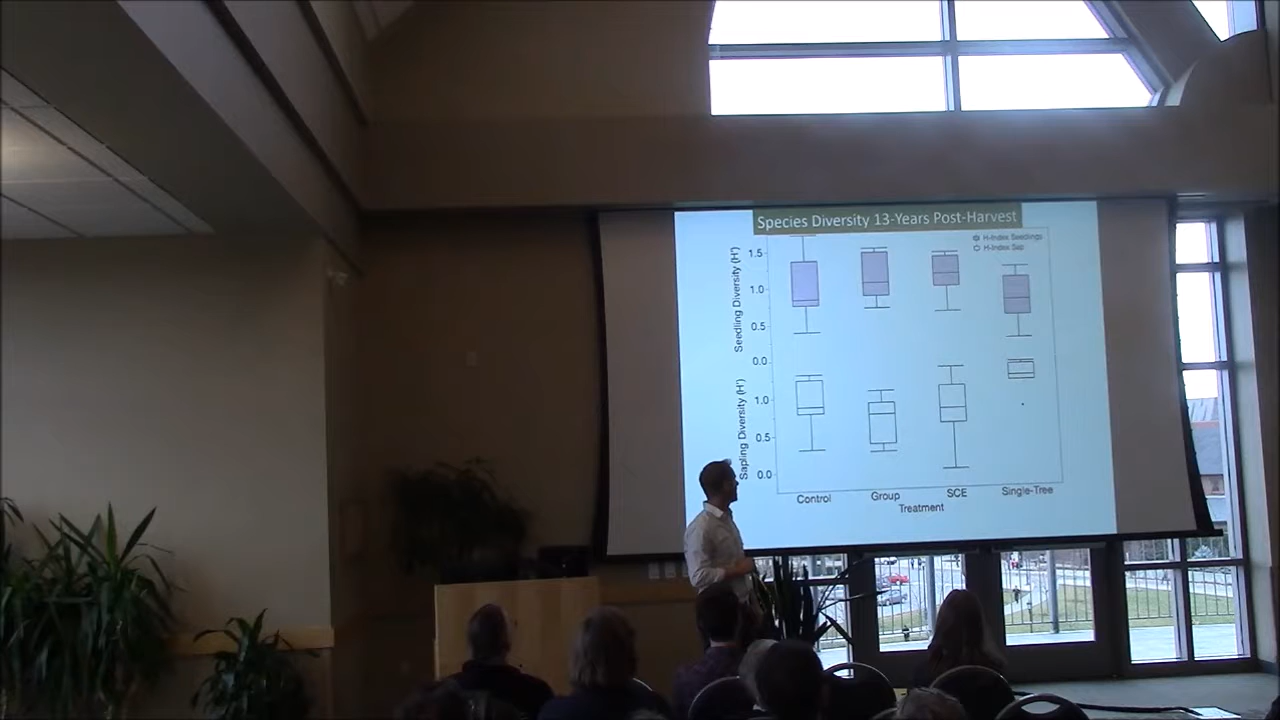 Species Diversity 13-Years Post-Harvest
H-Index Seedlings
H-Index Sap
Seedling Diversity (H')
1.5
1.0
0.5
0.0
Sapling Diversity (H')
1.0
0.5
0.0
Control Group SCE Single-Tree
Treatment